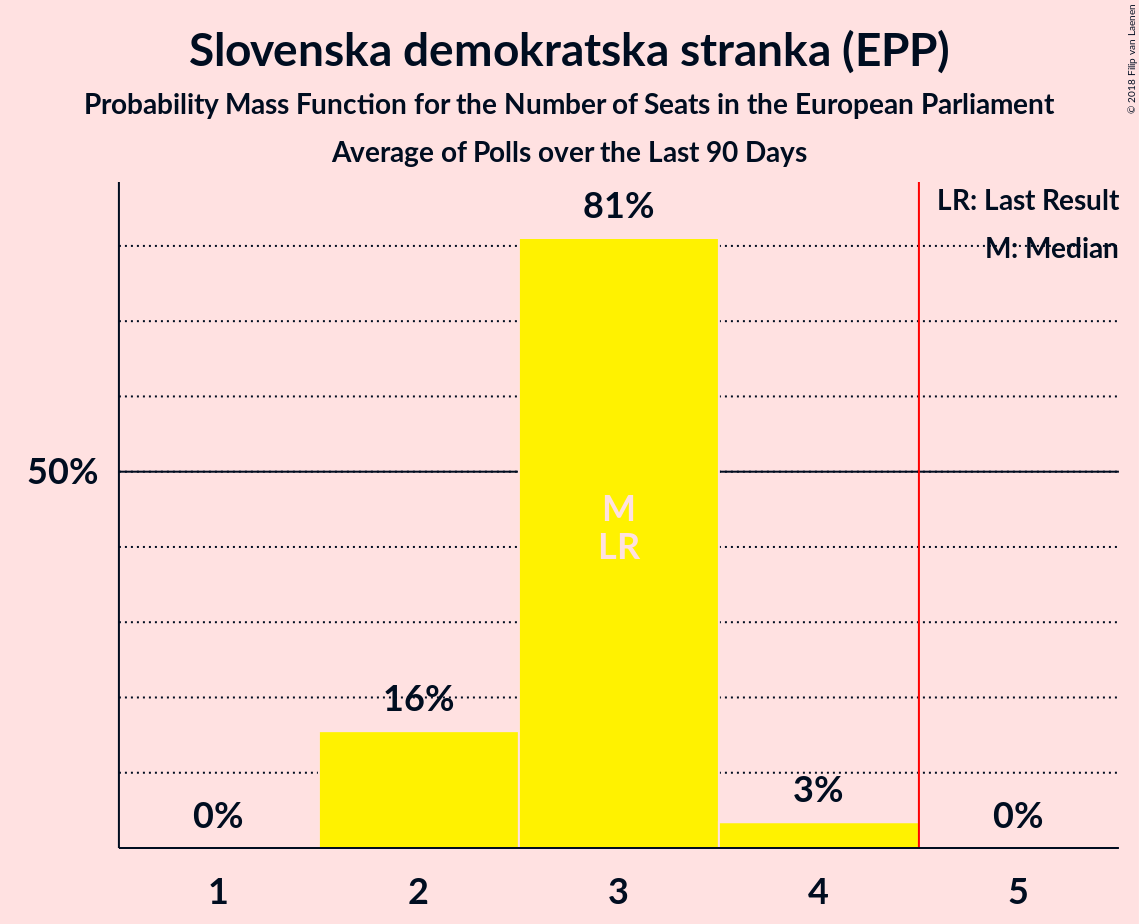 Slovenska demokratska stranka (EPP)
Probability Mass Function for the Number of Seats in the European Parliament
Average of Polls over the Last 90 Days
© 2018 Filip van Laenen
LR: Last Result
M: Median
81%
50%
M
LR
16%
3%
0%
0%
1 2 3 4 5